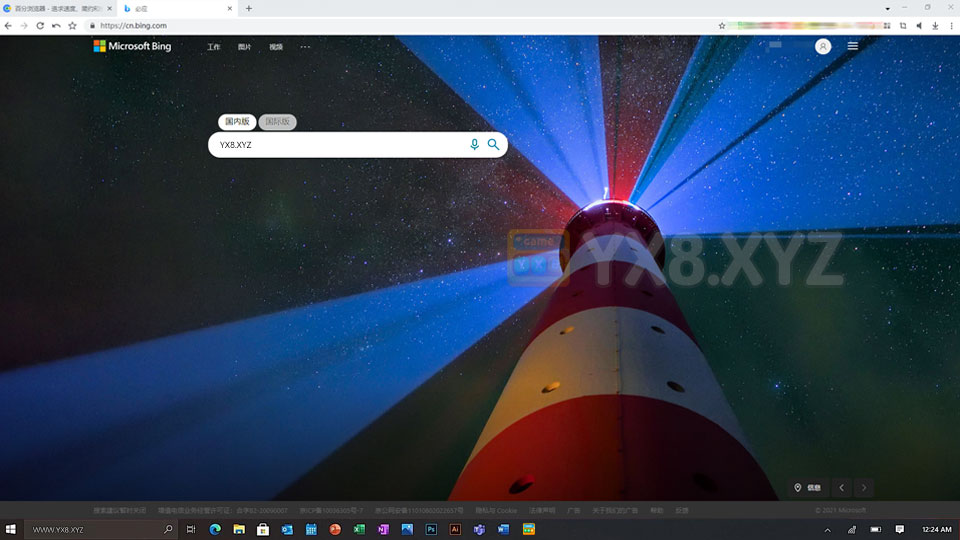 百分浏览器 - 追求速度、简约和
必应
https://cn.bing.com
Microsoft Bing
工作
图片
视频
国内版
国际版
YX8.XYZ
game
YX8
YX8.XYZ
信息
搜索建议暂时关闭
增值电信业务经营许可证：合字B2-20090007
京ICP备10036305号-7
京公网安备11010802022657号
隐私与 Cookie
法律声明
广告
关于我们的广告
帮助
反馈
© 2021 Microsoft
WWW.YX8.XYZ
12:24 AM